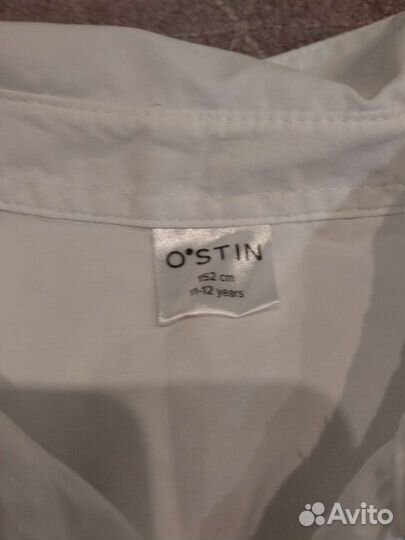 O'STIN
152 cm
11-12 years
Avito